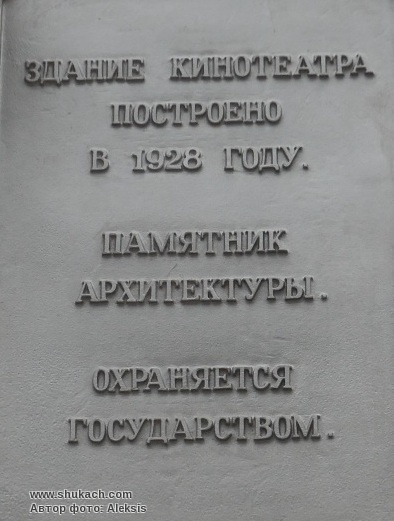 ЗДАНИЕ КИНОТЕАТРА
ПОСТРОЕНО
В 1928 ГОДУ.
ПАМЯТНИК
АРХИТЕКТУРЫ.
ОХРАНЯЕТСЯ
ГОСУДАРСТВОМ.
www.shukach.com
Автор фото: Aleksis